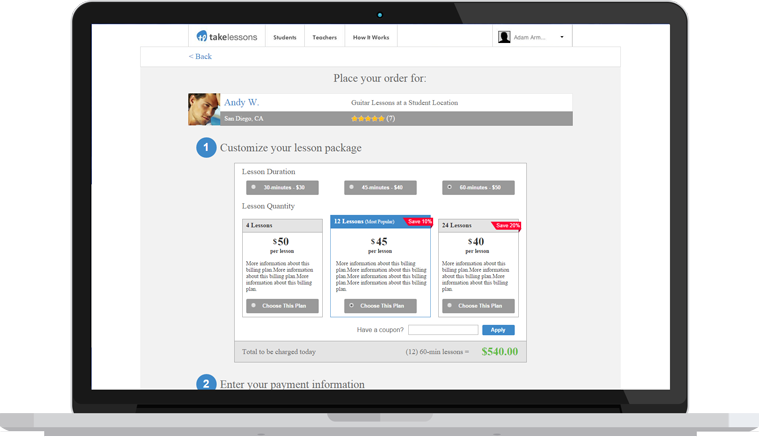 takelessons Students Teachers How It Works Adam Arm...
< Back
Place your order for:
Andy W. Guitar Lessons at a Student Location
San Diego, CA (7)
1 Customize your lesson package
Lesson Duration
30-minutes - $30 45-minutes - $40 60-minutes - $50
Lesson Quantity
4 Lessons
$50
per lesson
More information about this
billing plan.More information
about this billing plan.More
information about this billing
plan.
Choose This Plan
12 Lessons (Most Popular) Save 10%
$45
per lesson
More information about this
billing plan.More information
about this billing plan.More
information about this billing
plan.
Choose This Plan
24 Lessons Save 20%
$40
per lesson
More information about this
billing plan.More information
about this billing plan.More
information about this billing
plan.
Choose This Plan
Have a coupon? Apply
Total to be charged today (12) 60-min lessons = $540.00
2 Enter your payment information